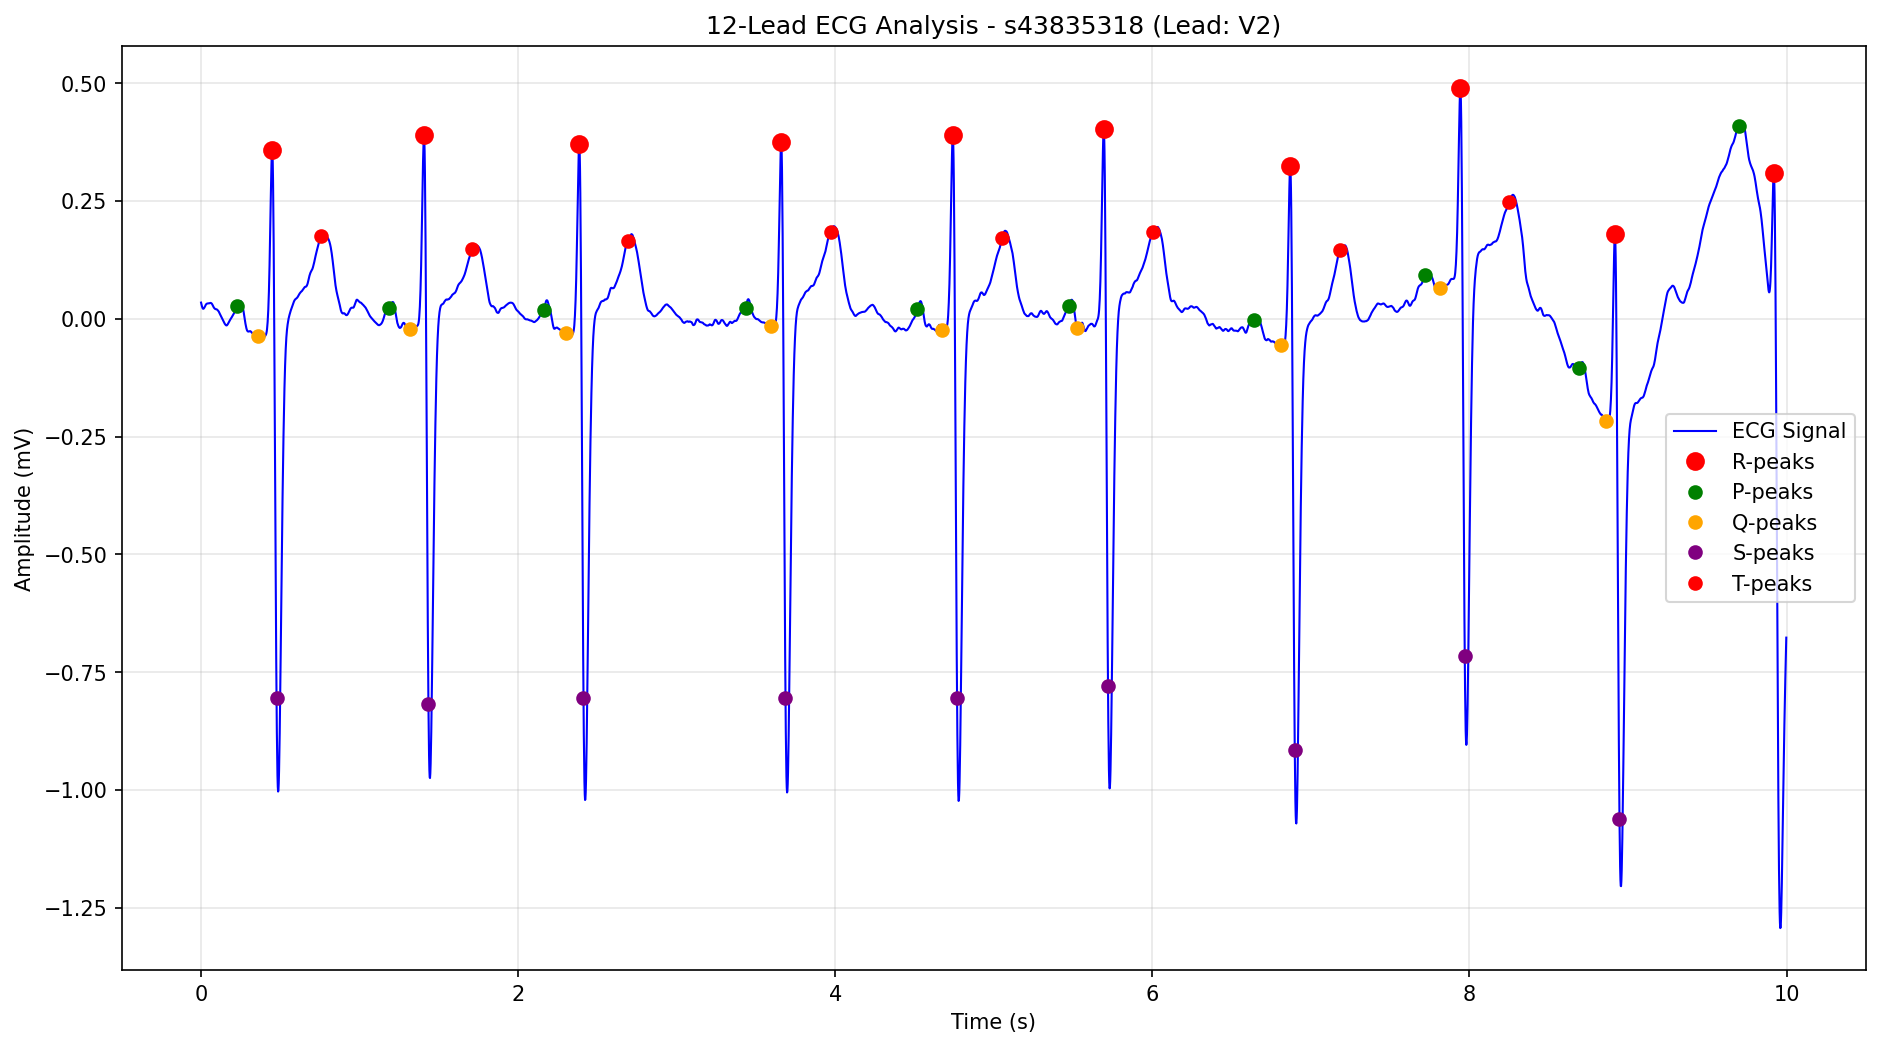 12-Lead ECG Analysis - s43835318 (Lead: V2)
Amplitude (mV)
0.50
0.25
0.00
−0.25
−0.50
−0.75
−1.00
−1.25
ECG Signal
R-peaks
P-peaks
Q-peaks
S-peaks
T-peaks
0 2 4 6 8 10
Time (s)